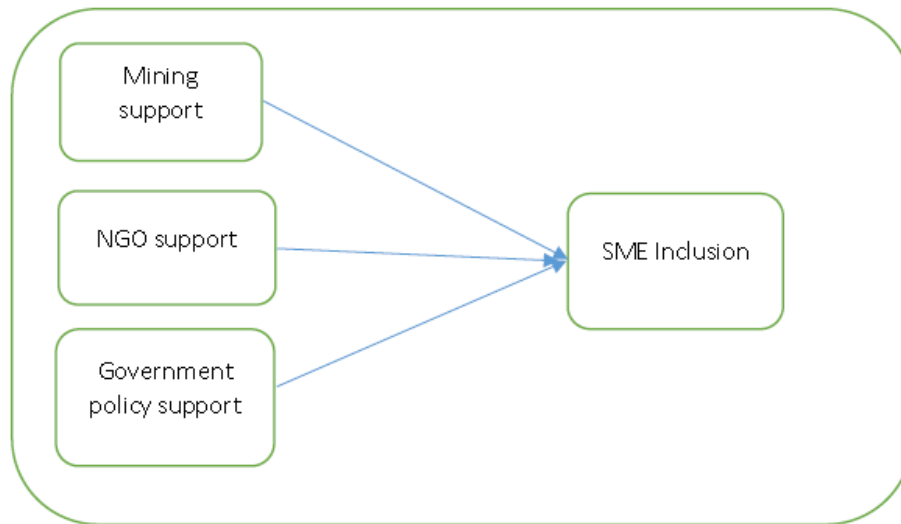 Mining
support
NGO support
SME Inclusion
Government
policy support